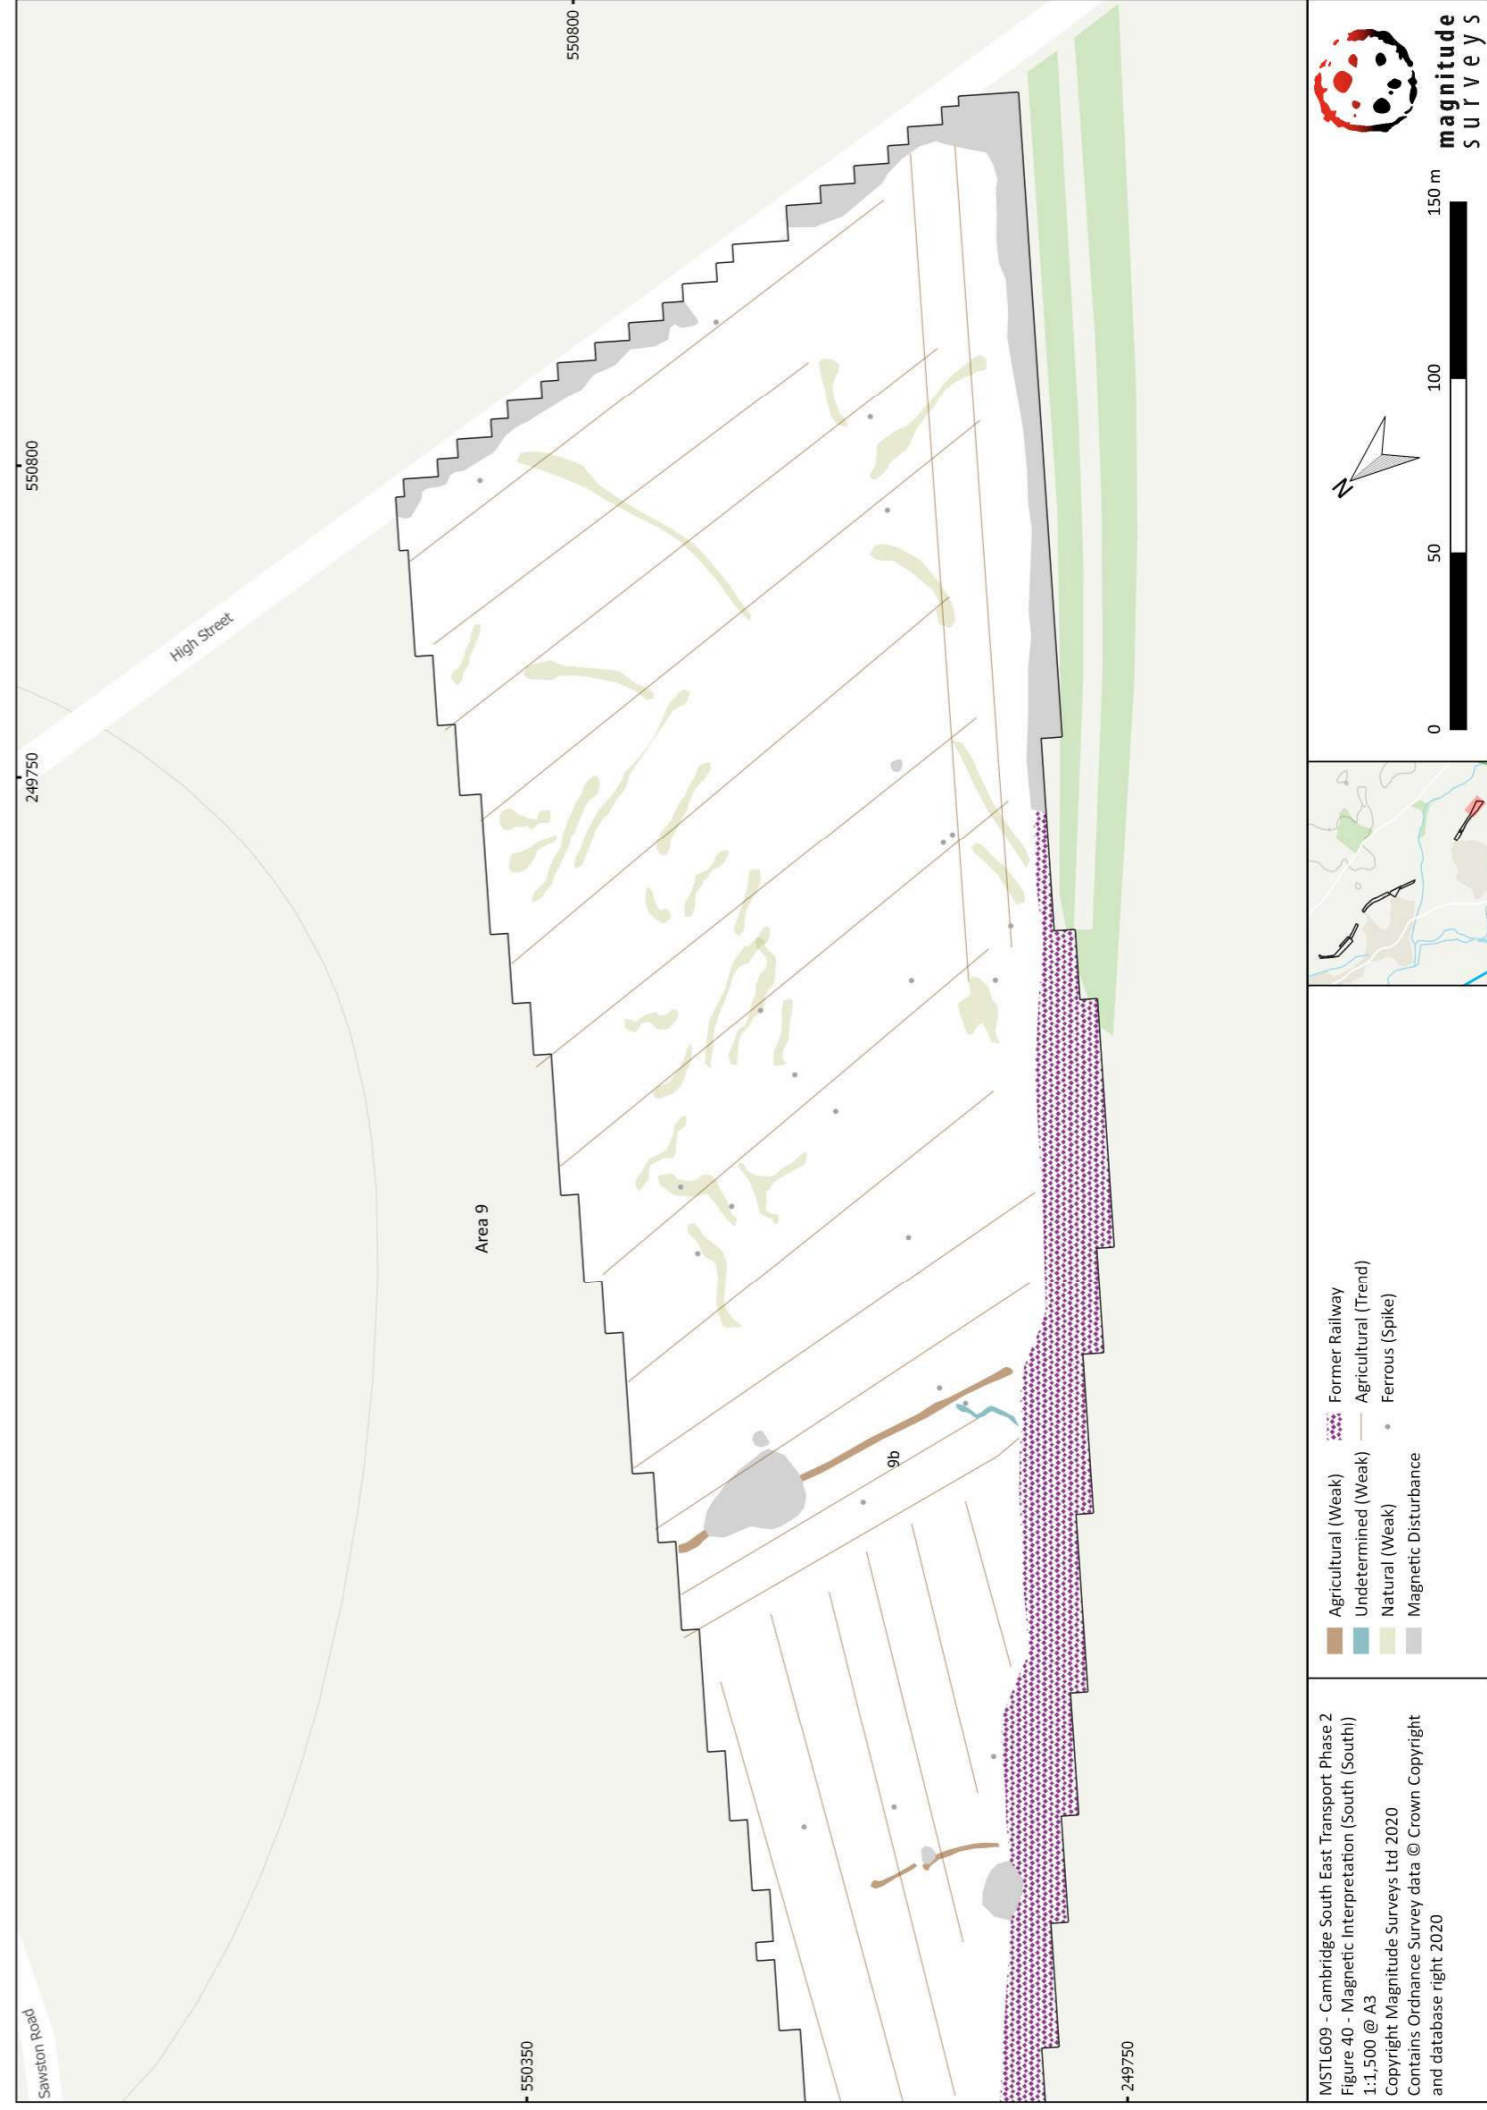 550800
550800
249750
High Street
Area 9
9b
Sawston Road
550350
249750
MSTL609 - Cambridge South East Transport Phase 2
Figure 40 - Magnetic Interpretation (South (South))
1:1,500 @ A3
Copyright Magnitude Surveys Ltd 2020
Contains Ordnance Survey data © Crown Copyright
and database right 2020
Agricultural (Weak)
Undetermined (Weak)
Natural (Weak)
Magnetic Disturbance
Former Railway
Agricultural (Trend)
Ferrous (Spike)
N
0 50 100 150 m
magnitude
surveys